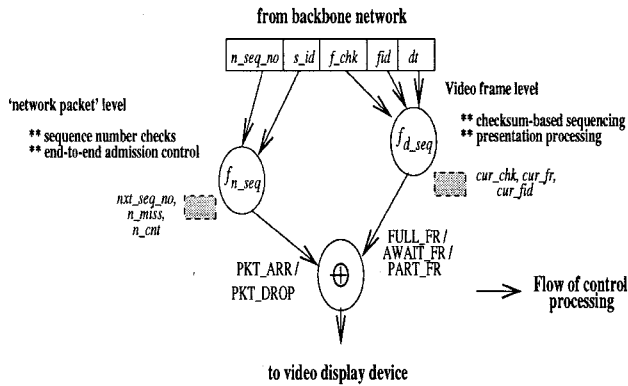 from backbone network
n_seq_no s_id f_chk fid dt
'network packet' level
** sequence number checks
** end-to-end admission control
Video frame level
** checksum-based sequencing
** presentation processing
fn_seq
fd_seq
nxt_seq_no,
n_miss,
n_cnt
cur_chk, cur_fr,
cur_fid
PKT_ARR/
PKT_DROP
FULL_FR/
AWAIT_FR/
PART_FR
Flow of control
processing
to video display device